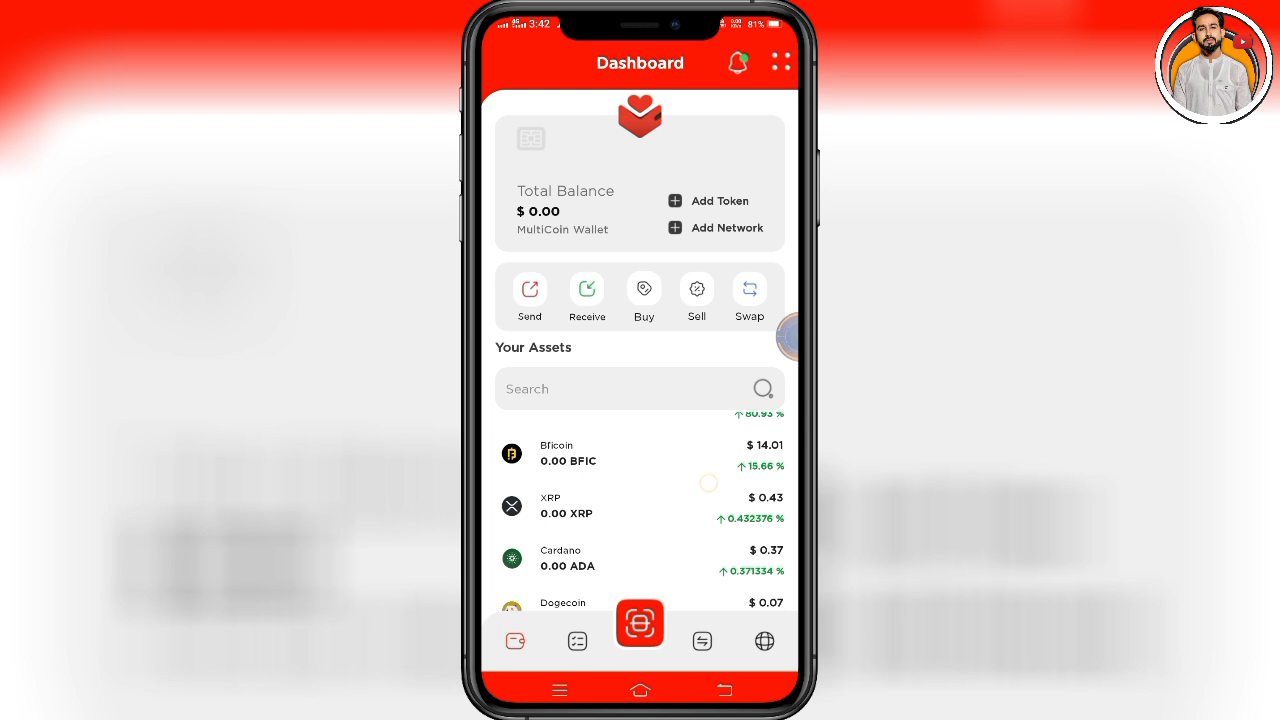 3:42
0.00
81%
Dashboard
Total Balance
$ 0.00
MultiCoin Wallet
Add Token
Add Network
Send
Receive
Buy
Sell
Swap
Your Assets
Search
80.93 %
Bficoin
$ 14.01
0.00 BFIC
15.66 %
XRP
$ 0.43
0.00 XRP
0.432376 %
Cardano
$ 0.37
0.00 ADA
0.371334 %
Dogecoin
$ 0.07